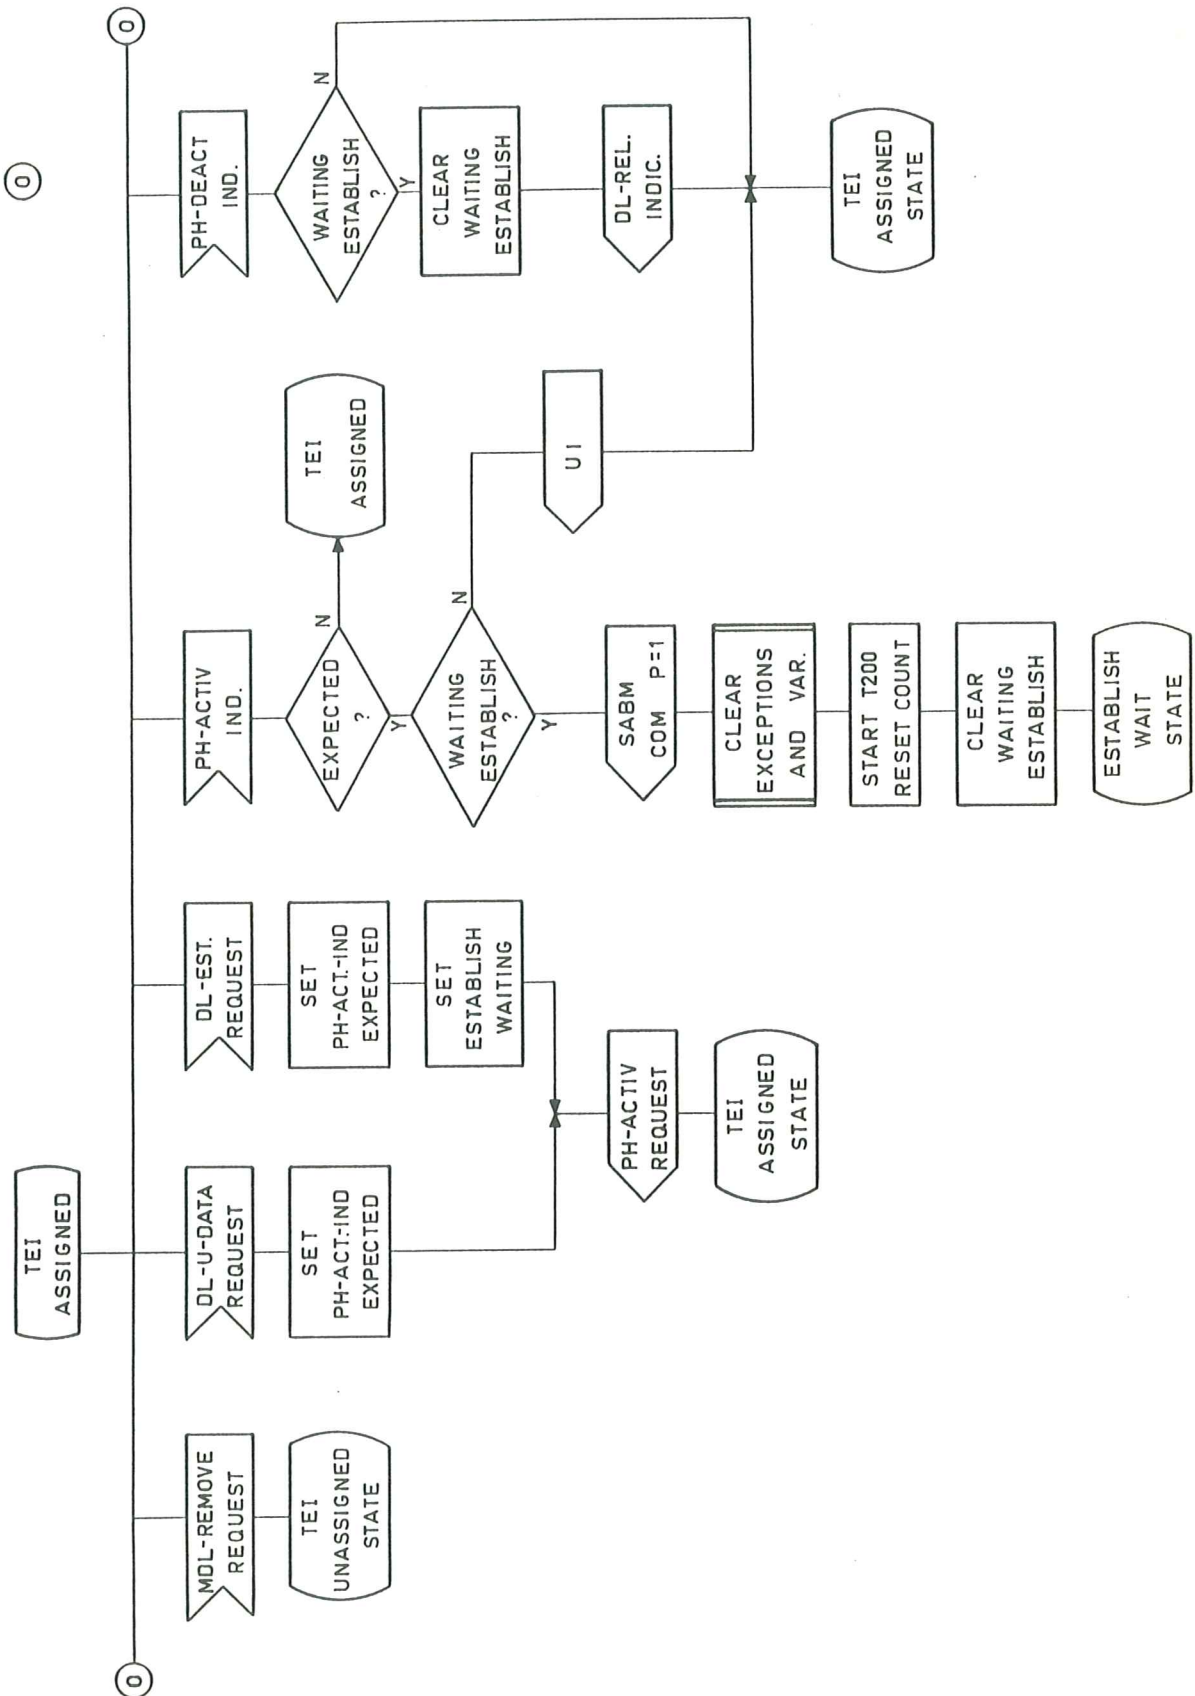 O
TEI
ASSIGNED
O
O
MDL-REMOVE
REQUEST
TEI
UNASSIGNED
STATE
DL-U-DATA
REQUEST
SET
PH-ACT.-IND
EXPECTED
DL-EST.
REQUEST
SET
PH-ACT.-IND
EXPECTED
SET
ESTABLISH
WAITING
PH-ACTIV
REQUEST
TEI
ASSIGNED
STATE
PH-ACTIV
IND.
EXPECTED
?
N
Y
TEI
ASSIGNED
WAITING
ESTABLISH
?
N
Y
UI
SABM
COM P=1
CLEAR
EXCEPTIONS
AND VAR.
START T200
RESET COUNT
CLEAR
WAITING
ESTABLISH
ESTABLISH
WAIT
STATE
PH-DEACT
IND.
WAITING
ESTABLISH
?
N
Y
CLEAR
WAITING
ESTABLISH
DL-REL.
INDIC.
TEI
ASSIGNED
STATE